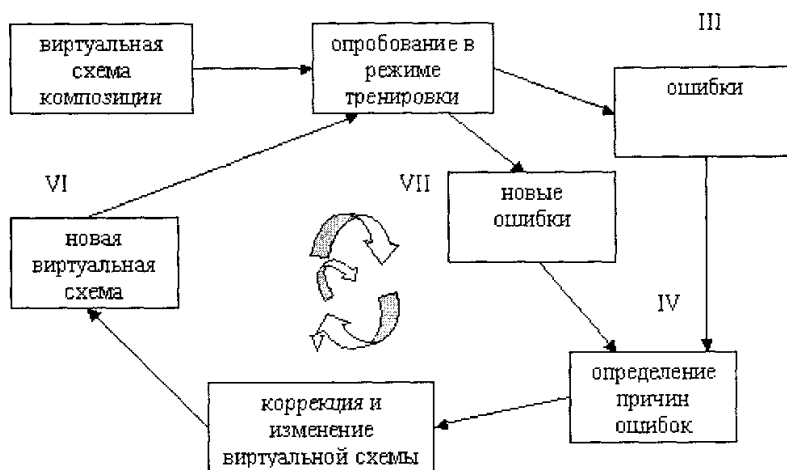 III
виртуальная
схема
композиции
опробование в
режиме
тренировки
ошибки
VI
VII
новые
ошибки
новая
виртуальная
схема
IV
определение
причин
ошибок
коррекция и
изменение
виртуальной схемы
V